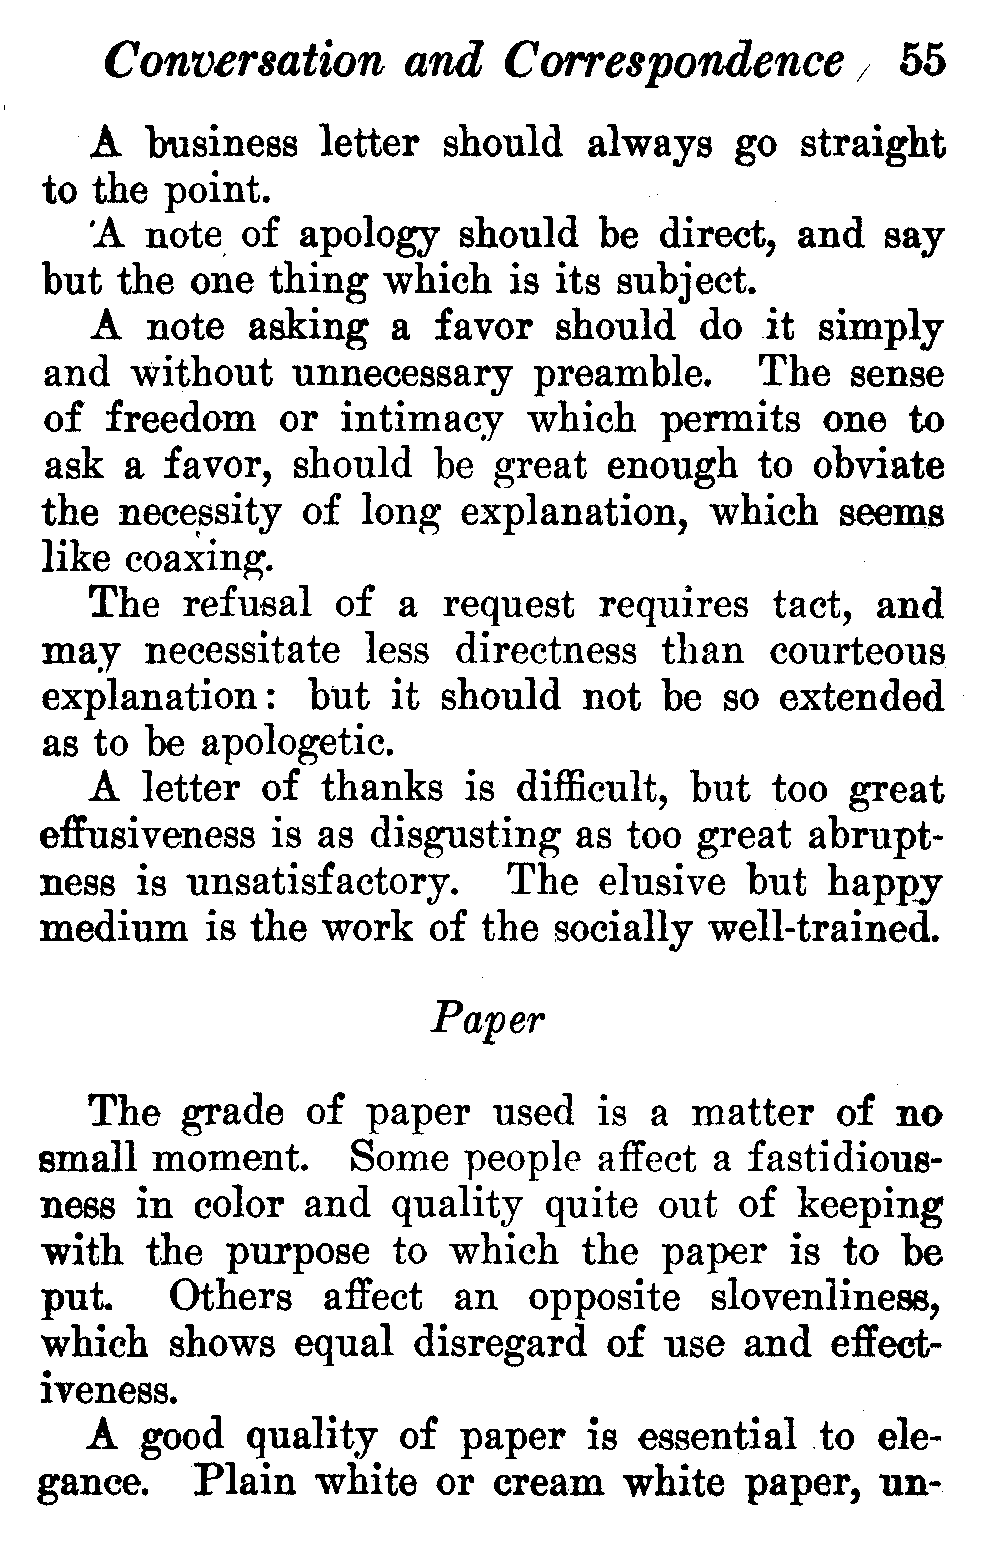 Conversation and Correspondence 55
A business letter should always go straight
to the point.
A note of apology should be direct, and say
but the one thing which is its subject.
A note asking a favor should do it simply
and without unnecessary preamble. The sense
of freedom or intimacy which permits one to
ask a favor, should be great enough to obviate
the necessity of long explanation, which seems
like coaxing.
The refusal of a request requires tact, and
may necessitate less directness than courteous
explanation: but it should not be so extended
as to be apologetic.
A letter of thanks is difficult, but too great
effusiveness is as disgusting as too great abrupt-
ness is unsatisfactory. The elusive but happy
medium is the work of the socially well-trained.
Paper
The grade of paper used is a matter of no
small moment. Some people affect a fastidious-
ness in color and quality quite out of keeping
with the purpose to which the paper is to be
put. Others affect an opposite slovenliness,
which shows equal disregard of use and effect-
iveness.
A good quality of paper is essential to ele-
gance. Plain white or cream white paper, un-